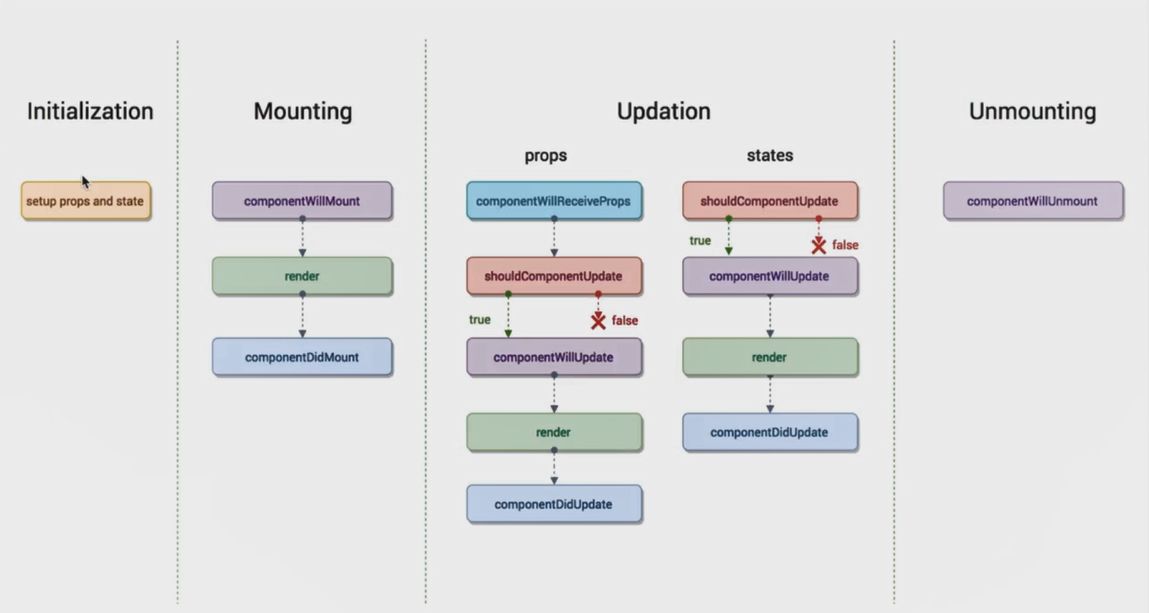 Initialization
setup props and state
Mounting
componentWillMount
render
componentDidMount
Updation
props
componentWillReceiveProps
shouldComponentUpdate
true
false
componentWillUpdate
render
componentDidUpdate
states
shouldComponentUpdate
true
false
componentWillUpdate
render
componentDidUpdate
Unmounting
componentWillUnmount